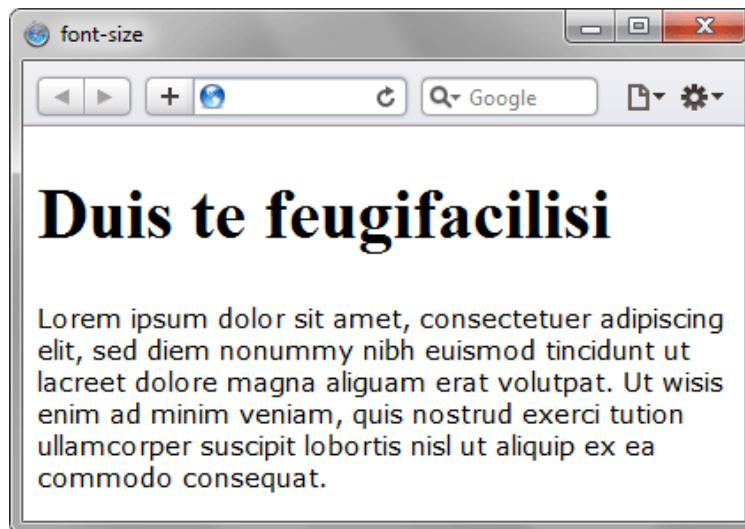 font-size
Google
Duis te feugifacilisi
Lorem ipsum dolor sit amet, consectetuer adipiscing
elit, sed diem nonummy nibh euismod tincidunt ut
lacreet dolore magna aliguam erat volutpat. Ut wisis
enim ad minim veniam, quis nostrud exerci tution
ullamcorper suscipit lobortis nisl ut aliquip ex ea
commodo consequat.